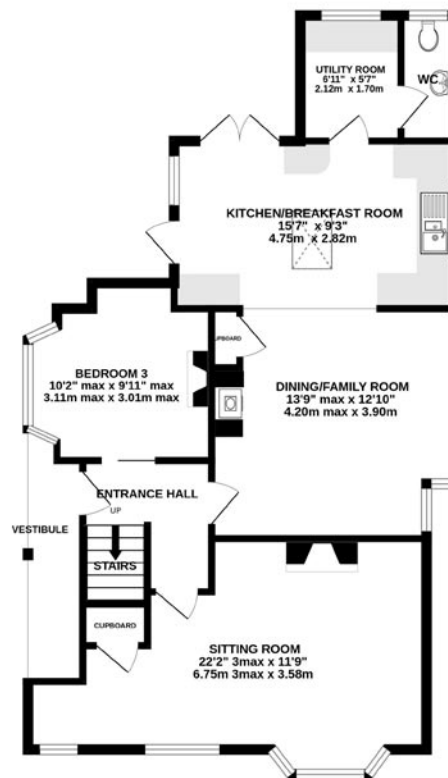 UTILITY ROOM
6'11" x 5'7"
2.12m x 1.70m
WC
KITCHEN/BREAKFAST ROOM
15'7" x 9'3"
4.75m x 2.82m
UPBOARD
BEDROOM 3
10'2" max x 9'11" max
3.11m max x 3.01m max
DINING/FAMILY ROOM
13'9" max x 12'10"
4.20m max x 3.90m
ENTRANCE HALL
UP
VESTIBULE
STAIRS
CUPBOARD
SITTING ROOM
22'2" 3max x 11'9"
6.75m 3max x 3.58m